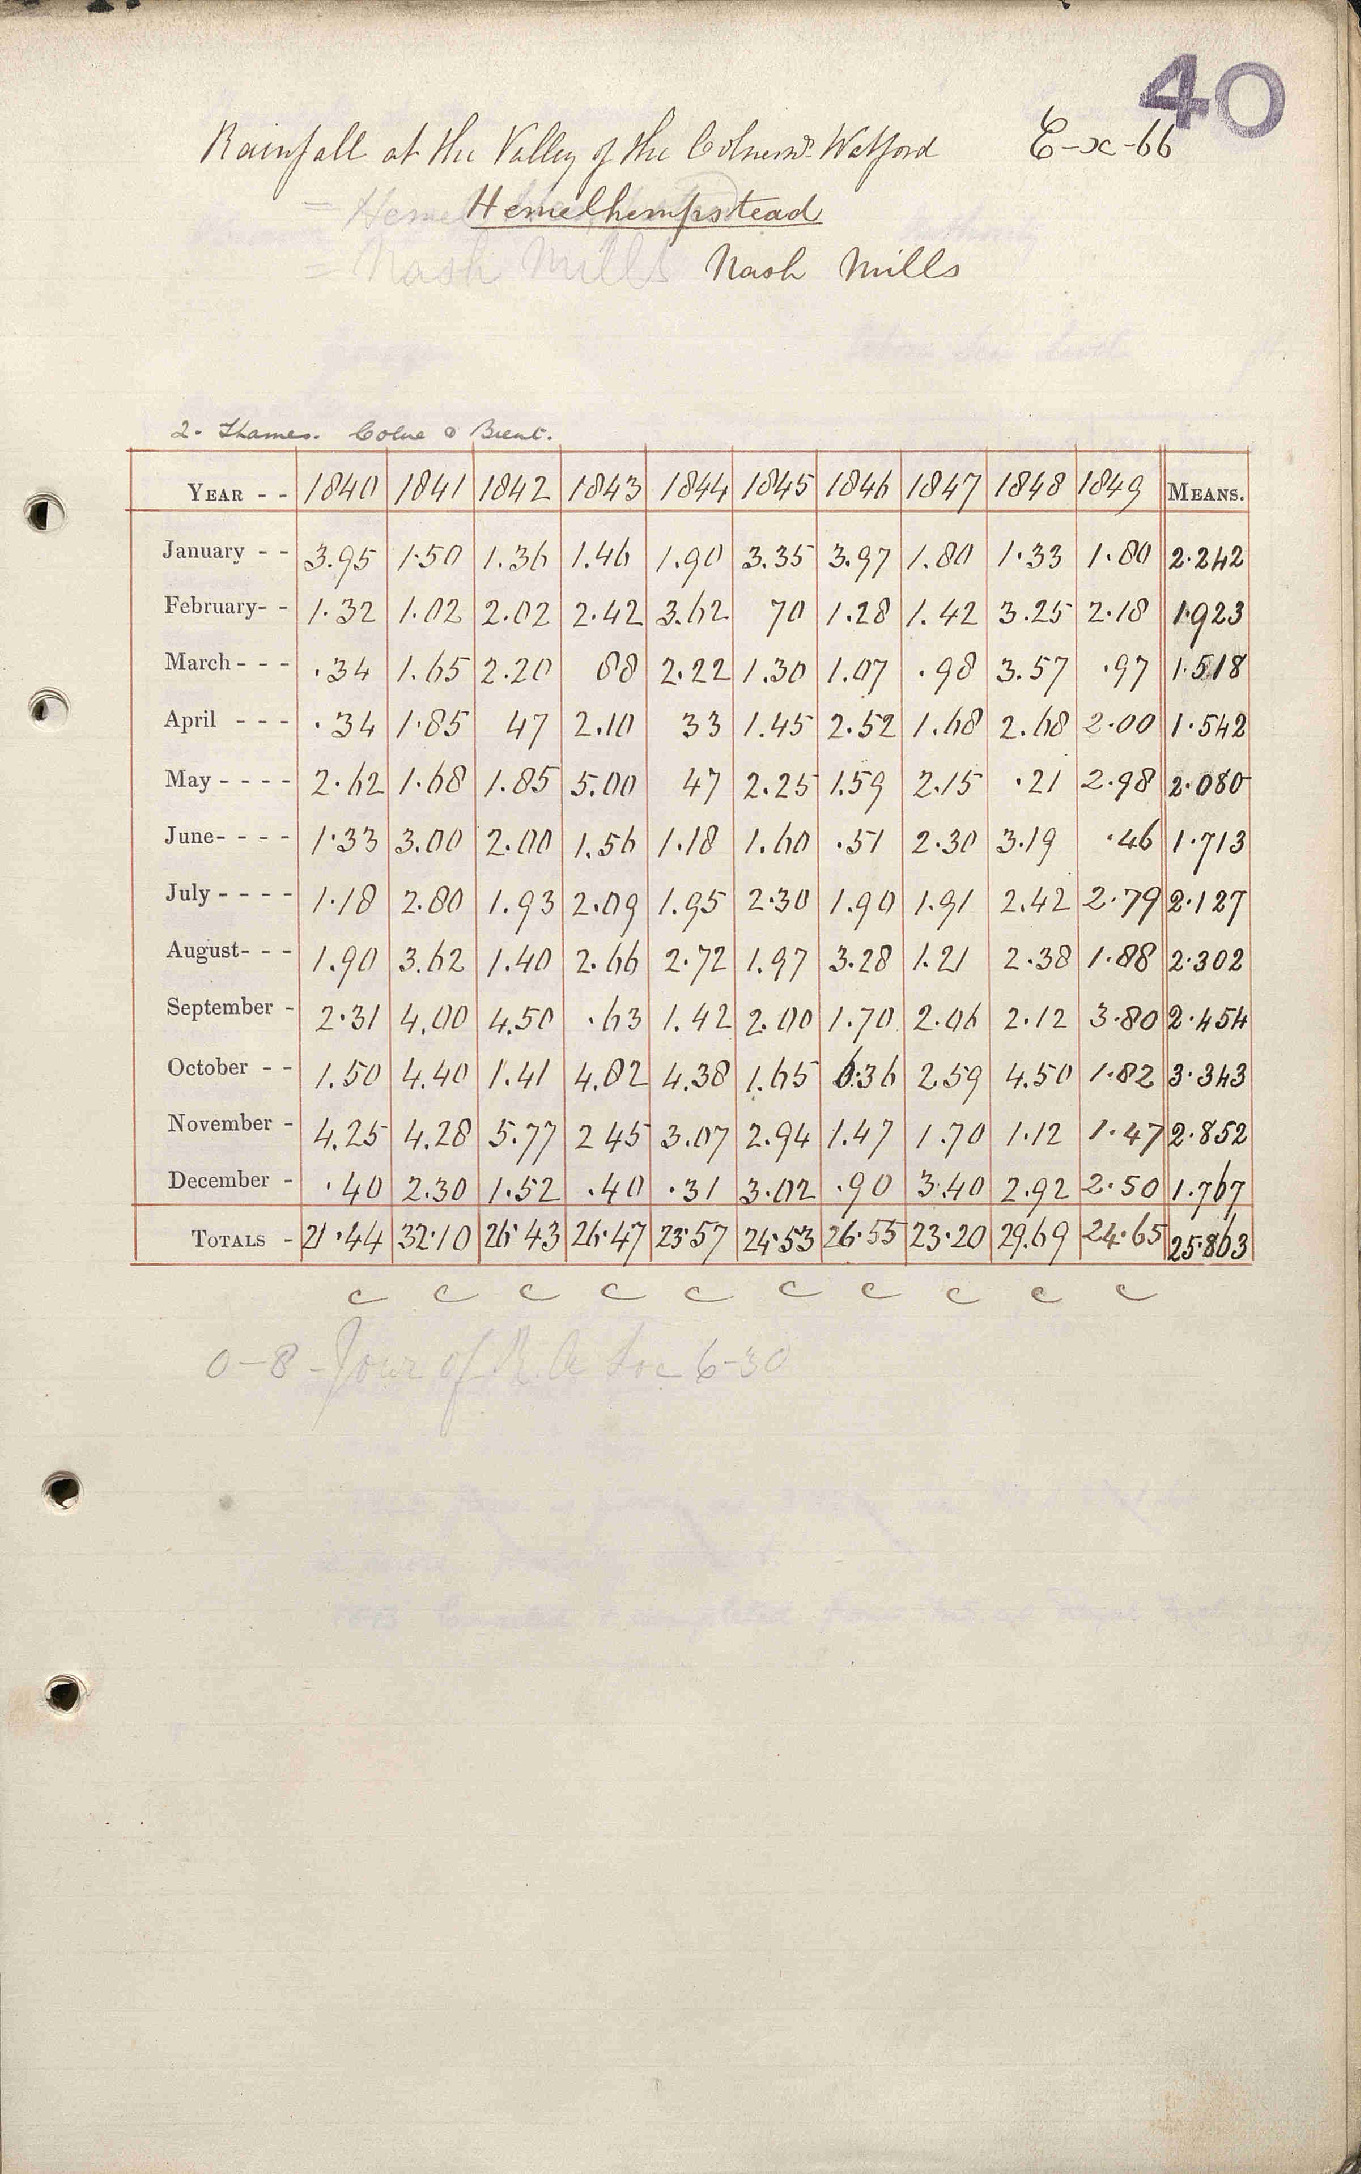 40
Rainfall at the Valley of the Colne nr Watford E-x-66
= Hemel Hemelhempstead
= Nash Mills Nash Mills
2. Thames. Colne & Brent.
YEAR - - 1840 1841 1842 1843 1844 1845 1846 1847 1848 1849 MEANS.
January - - 3.95 1.50 1.36 1.46 1.90 3.35 3.97 1.80 1.33 1.80 2.242
February- - 1.32 1.02 2.02 2.42 3.62 70 1.28 1.42 3.25 2.18 1.923
March - - - .34 1.65 2.20 88 2.22 1.30 1.07 .98 3.57 .97 1.518
April - - - .34 1.85 47 2.10 33 1.45 2.52 1.68 2.68 2.00 1.542
May - - - - 2.62 1.68 1.85 5.00 47 2.25 1.59 2.15 .21 2.98 2.080
June- - - - 1.33 3.00 2.00 1.56 1.18 1.60 .51 2.30 3.19 .46 1.713
July - - - - 1.18 2.80 1.93 2.09 1.95 2.30 1.90 1.91 2.42 2.79 2.127
August- - - 1.90 3.62 1.40 2.66 2.72 1.97 3.28 1.21 2.38 1.88 2.302
September - 2.31 4.00 4.50 .63 1.42 2.00 1.70 2.06 2.12 3.80 2.454
October - - 1.50 4.40 1.41 4.82 4.38 1.65 6.36 2.59 4.50 1.82 3.343
November - 4.25 4.28 5.77 2 45 3.07 2.94 1.47 1.70 1.12 1.47 2.852
December - .40 2.30 1.52 .40 .31 3.02 .90 3.40 2.92 2.50 1.767
TOTALS - 21.44 32.10 26.43 26.47 23.57 24.53 26.55 23.20 29.69 24.65 25.863
c c c c c c c c c c
0-8-Jour of R. A Soc 6-30